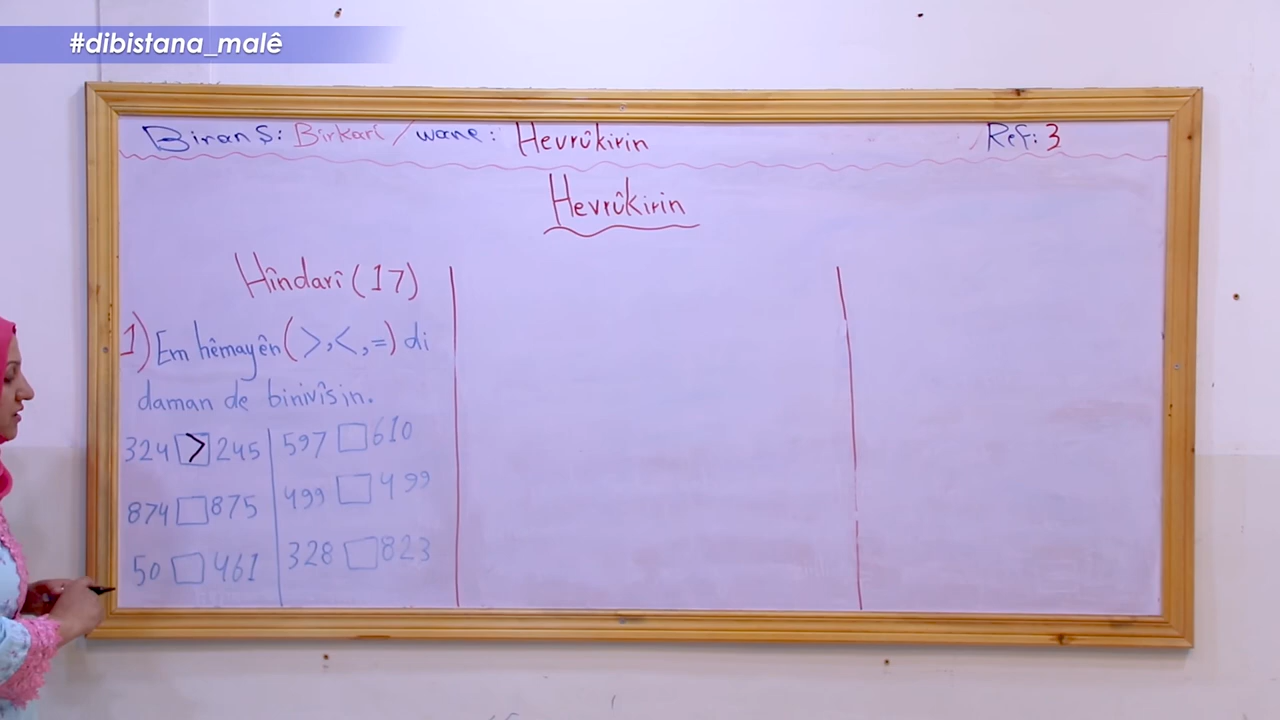 #dibistana_malê
Biranş: Birkarî / wane: Hevrûkirin Ref: 3
Hevrûkirin
Hîndarî (17)
1) Em hêmayên (>, <, =) di
daman de binivîsin.
324 > 245
874 □ 875
50 □ 461
597 □ 610
499 □ 499
328 □ 823